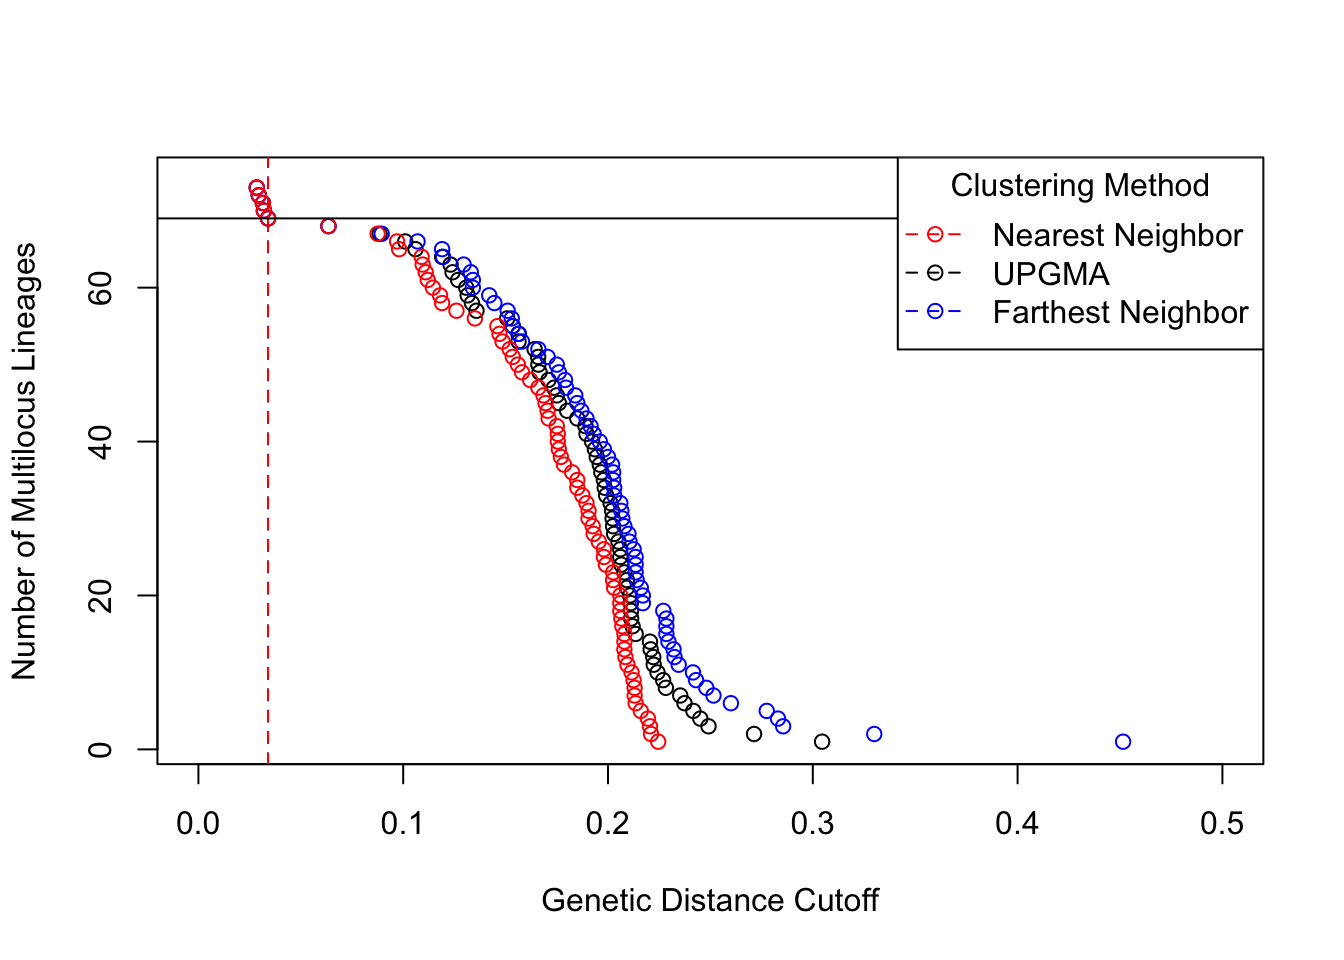 Clustering Method
Nearest Neighbor
UPGMA
Farthest Neighbor
Number of Multilocus Lineages
60
40
20
0
0.0 0.1 0.2 0.3 0.4 0.5
Genetic Distance Cutoff